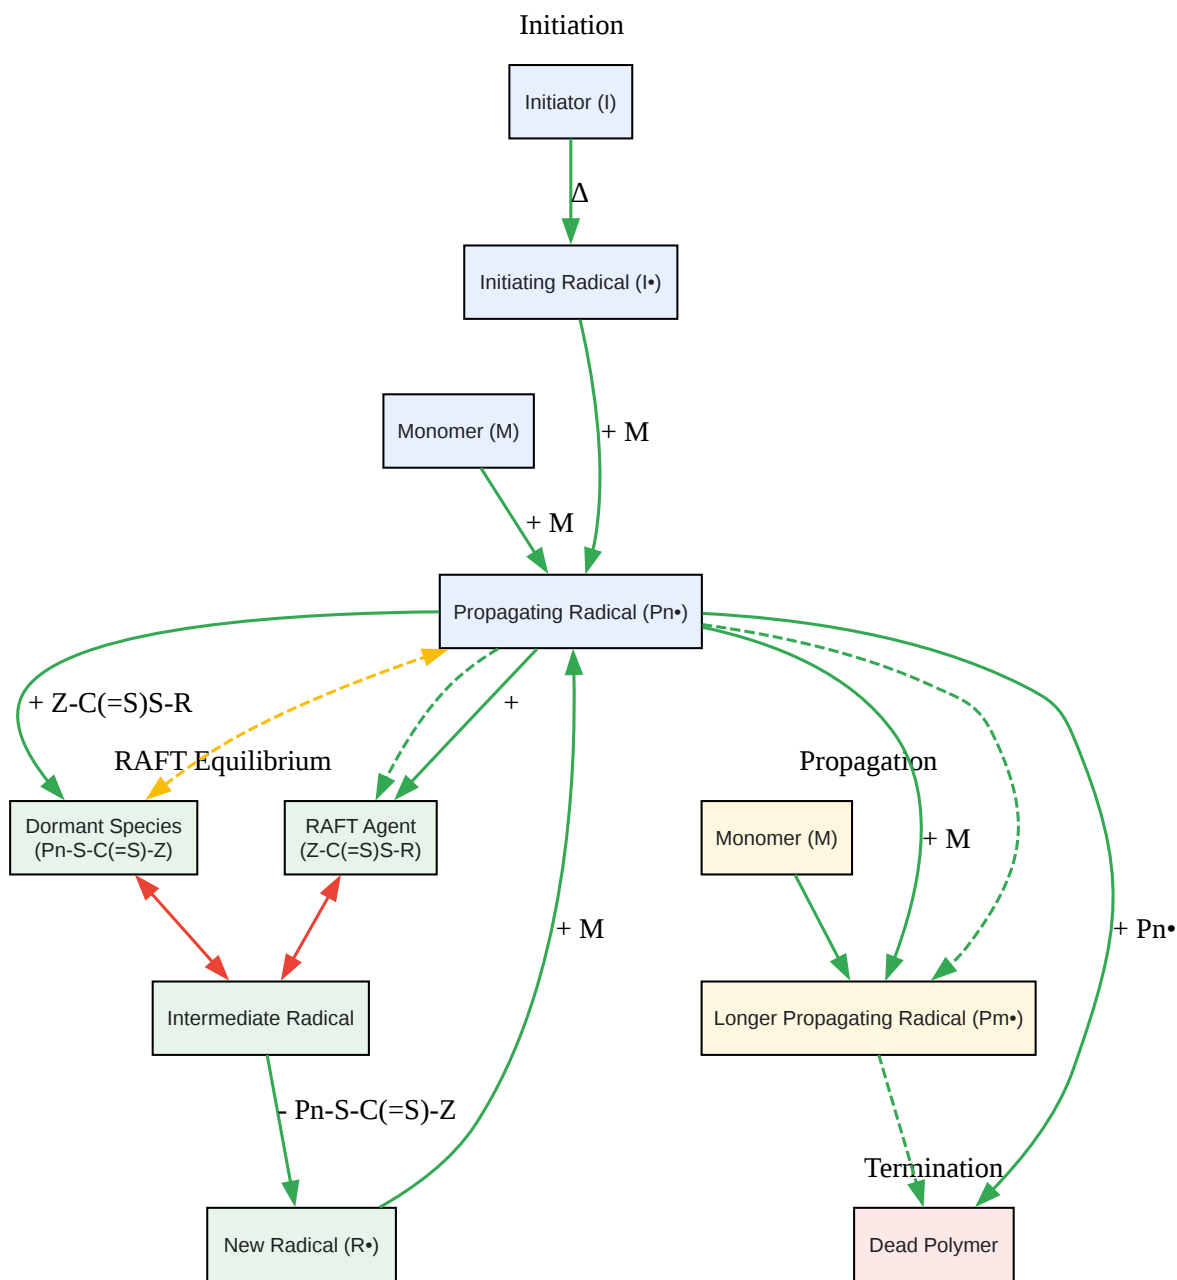 Initiation
Initiator (I)
Δ
Initiating Radical (I•)
Monomer (M)
+ M
+ M
Propagating Radical (Pn•)
+ Z-C(=S)S-R
+
RAFT Equilibrium
Propagation
Dormant Species
(Pn-S-C(=S)-Z)
RAFT Agent
(Z-C(=S)S-R)
Monomer (M)
+ M
+ M
+ Pn•
Intermediate Radical
Longer Propagating Radical (Pm•)
- Pn-S-C(=S)-Z
Termination
New Radical (R•)
Dead Polymer